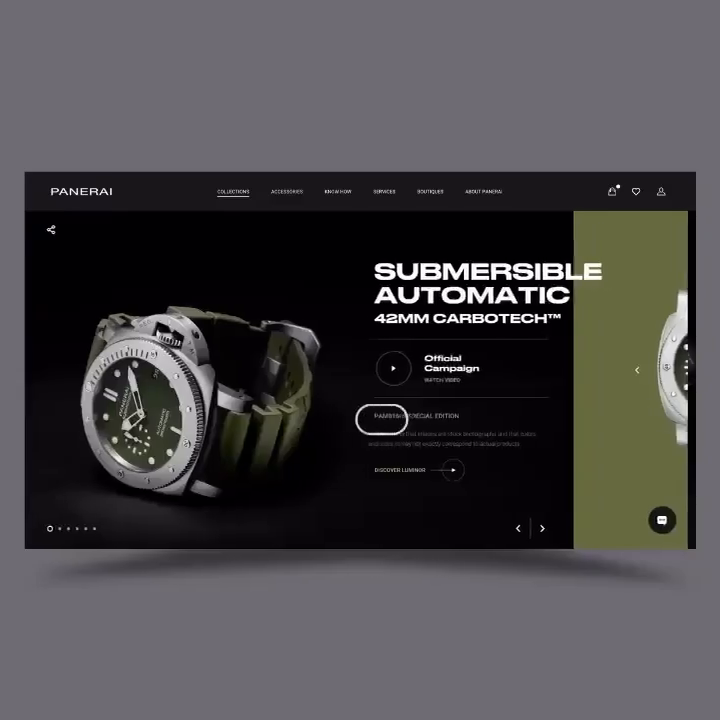 PANERAI
COLLECTIONS
ACCESSORIES
KNOW-HOW
SERVICES
BOUTIQUES
ABOUT PANERAI
SUBMERSIBLE
AUTOMATIC
42MM CARBOTECH™
Official
Campaign
WATCH VIDEO
SPECIAL EDITION
DISCOVER LUMINOR
PANERAI